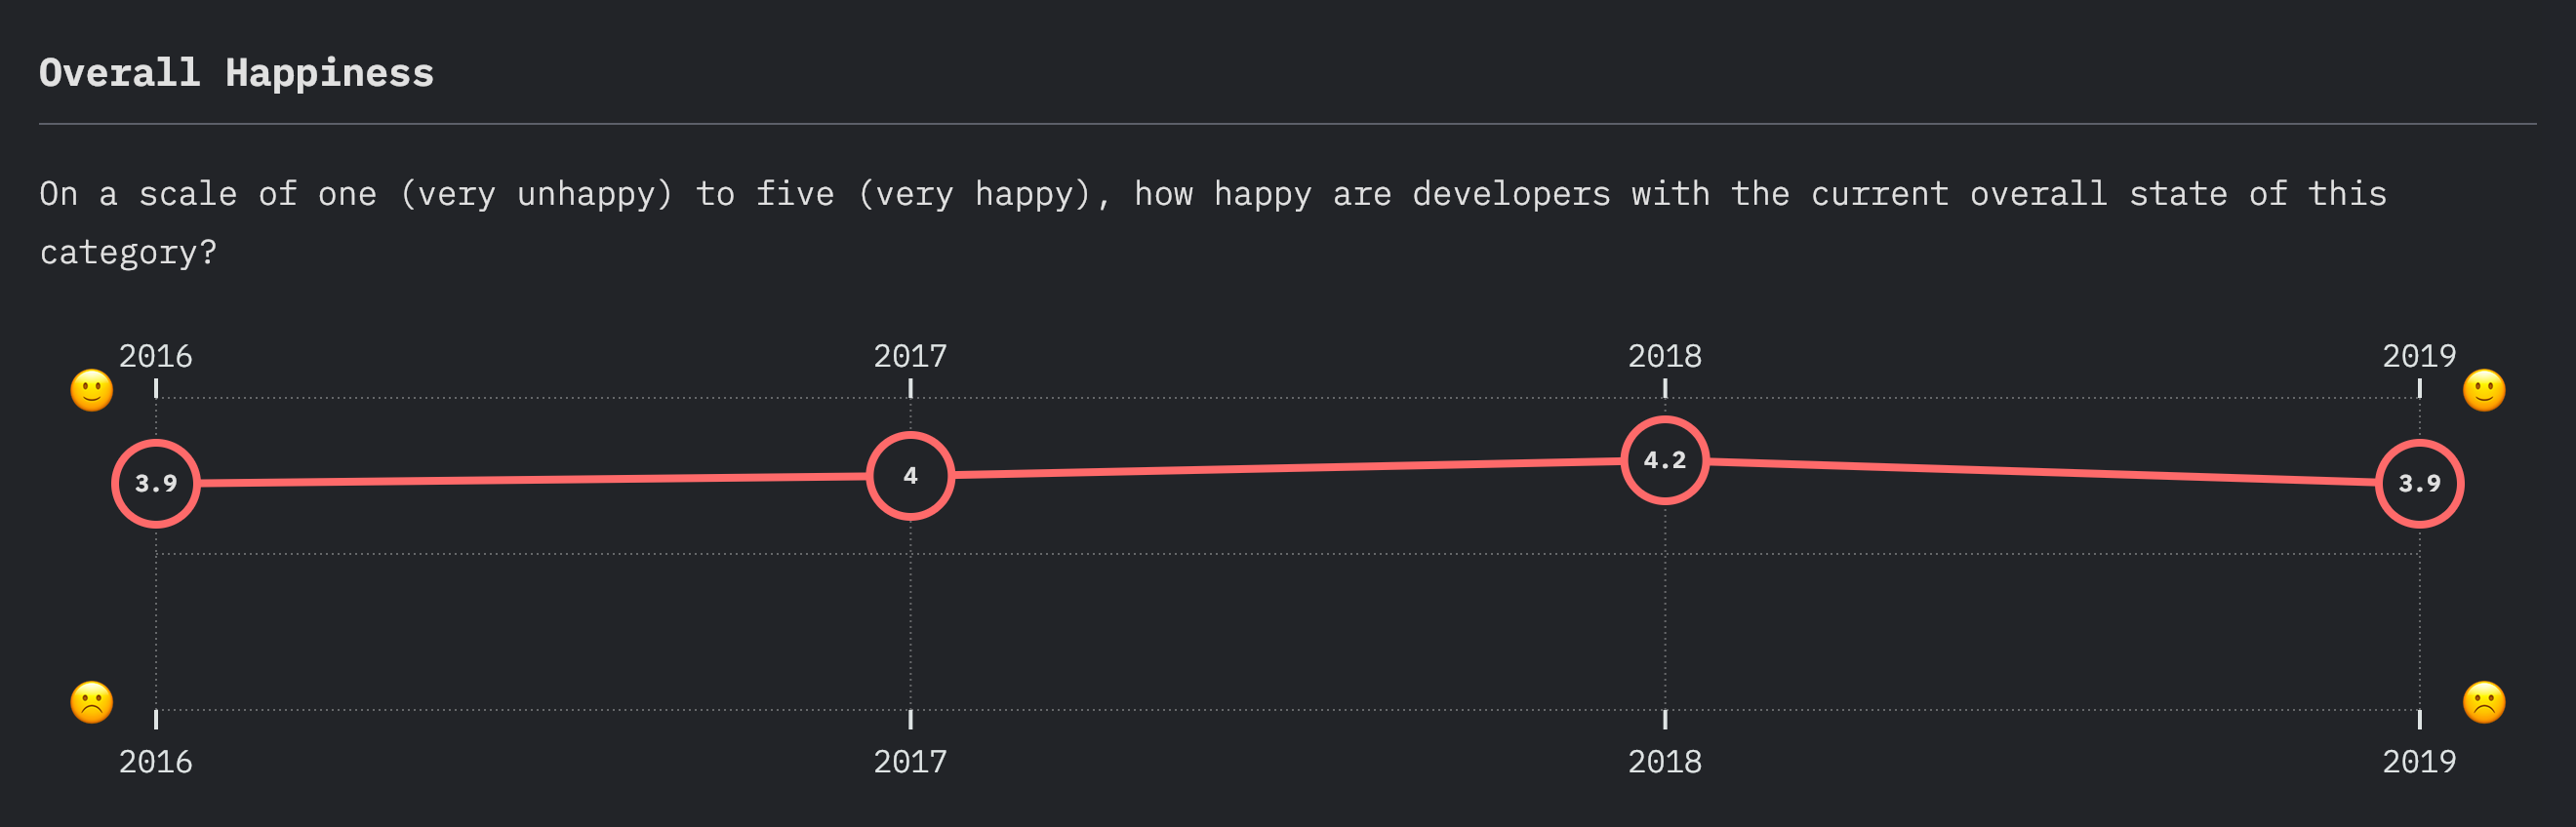 Overall Happiness
On a scale of one (very unhappy) to five (very happy), how happy are developers with the current overall state of this
category?
2016 2017 2018 2019
3.9 4 4.2 3.9
2016 2017 2018 2019